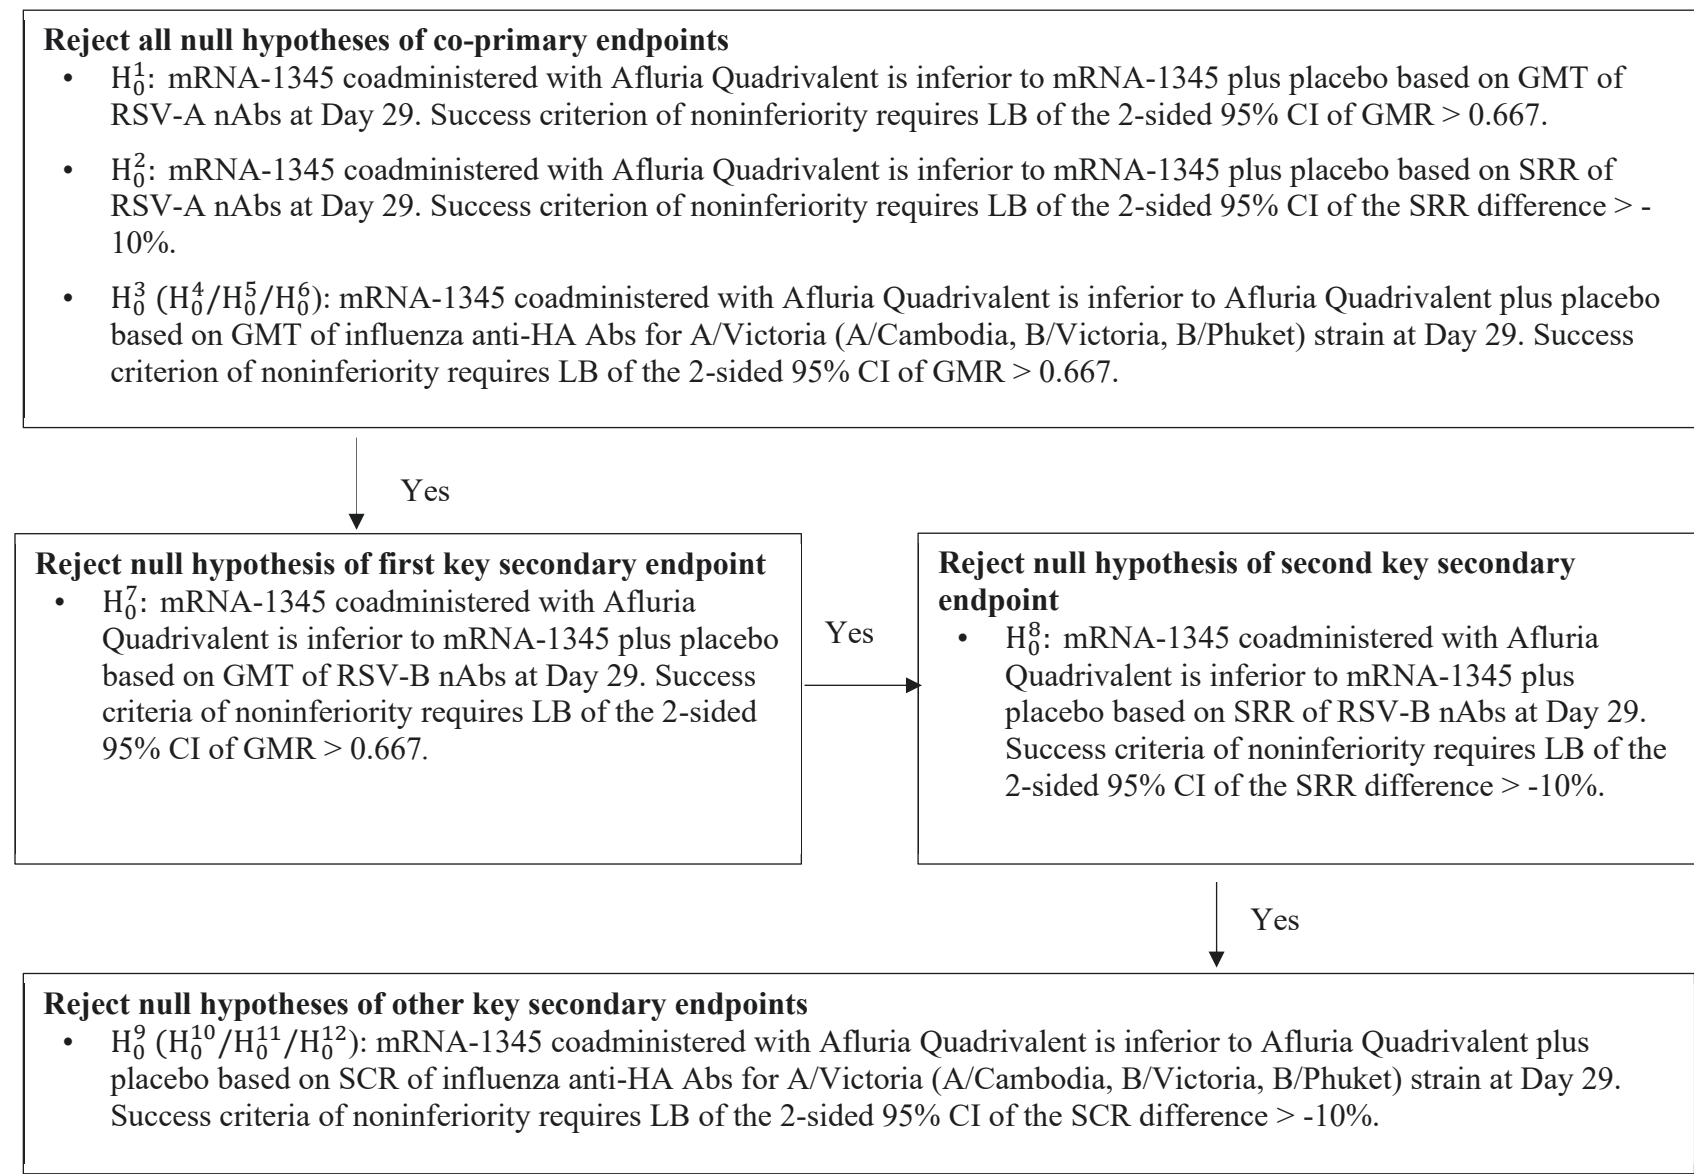 Reject all null hypotheses of co-primary endpoints
• H₀¹: mRNA-1345 coadministered with Afluria Quadrivalent is inferior to mRNA-1345 plus placebo based on GMT of
RSV-A nAbs at Day 29. Success criterion of noninferiority requires LB of the 2-sided 95% CI of GMR > 0.667.
• H₀²: mRNA-1345 coadministered with Afluria Quadrivalent is inferior to mRNA-1345 plus placebo based on SRR of
RSV-A nAbs at Day 29. Success criterion of noninferiority requires LB of the 2-sided 95% CI of the SRR difference > -
10%.
• H₀³ (H₀⁴/H₀⁵/H₀⁶): mRNA-1345 coadministered with Afluria Quadrivalent is inferior to Afluria Quadrivalent plus placebo
based on GMT of influenza anti-HA Abs for A/Victoria (A/Cambodia, B/Victoria, B/Phuket) strain at Day 29. Success
criterion of noninferiority requires LB of the 2-sided 95% CI of GMR > 0.667.
Yes
Reject null hypothesis of first key secondary endpoint
• H₀⁷: mRNA-1345 coadministered with Afluria
Quadrivalent is inferior to mRNA-1345 plus placebo
based on GMT of RSV-B nAbs at Day 29. Success
criteria of noninferiority requires LB of the 2-sided
95% CI of GMR > 0.667.
Yes
Reject null hypothesis of second key secondary
endpoint
• H₀⁸: mRNA-1345 coadministered with Afluria
Quadrivalent is inferior to mRNA-1345 plus
placebo based on SRR of RSV-B nAbs at Day 29.
Success criteria of noninferiority requires LB of the
2-sided 95% CI of the SRR difference > -10%.
Yes
Reject null hypotheses of other key secondary endpoints
• H₀⁹ (H₀¹⁰/H₀¹¹/H₀¹²): mRNA-1345 coadministered with Afluria Quadrivalent is inferior to Afluria Quadrivalent plus
placebo based on SCR of influenza anti-HA Abs for A/Victoria (A/Cambodia, B/Victoria, B/Phuket) strain at Day 29.
Success criteria of noninferiority requires LB of the 2-sided 95% CI of the SCR difference > -10%.